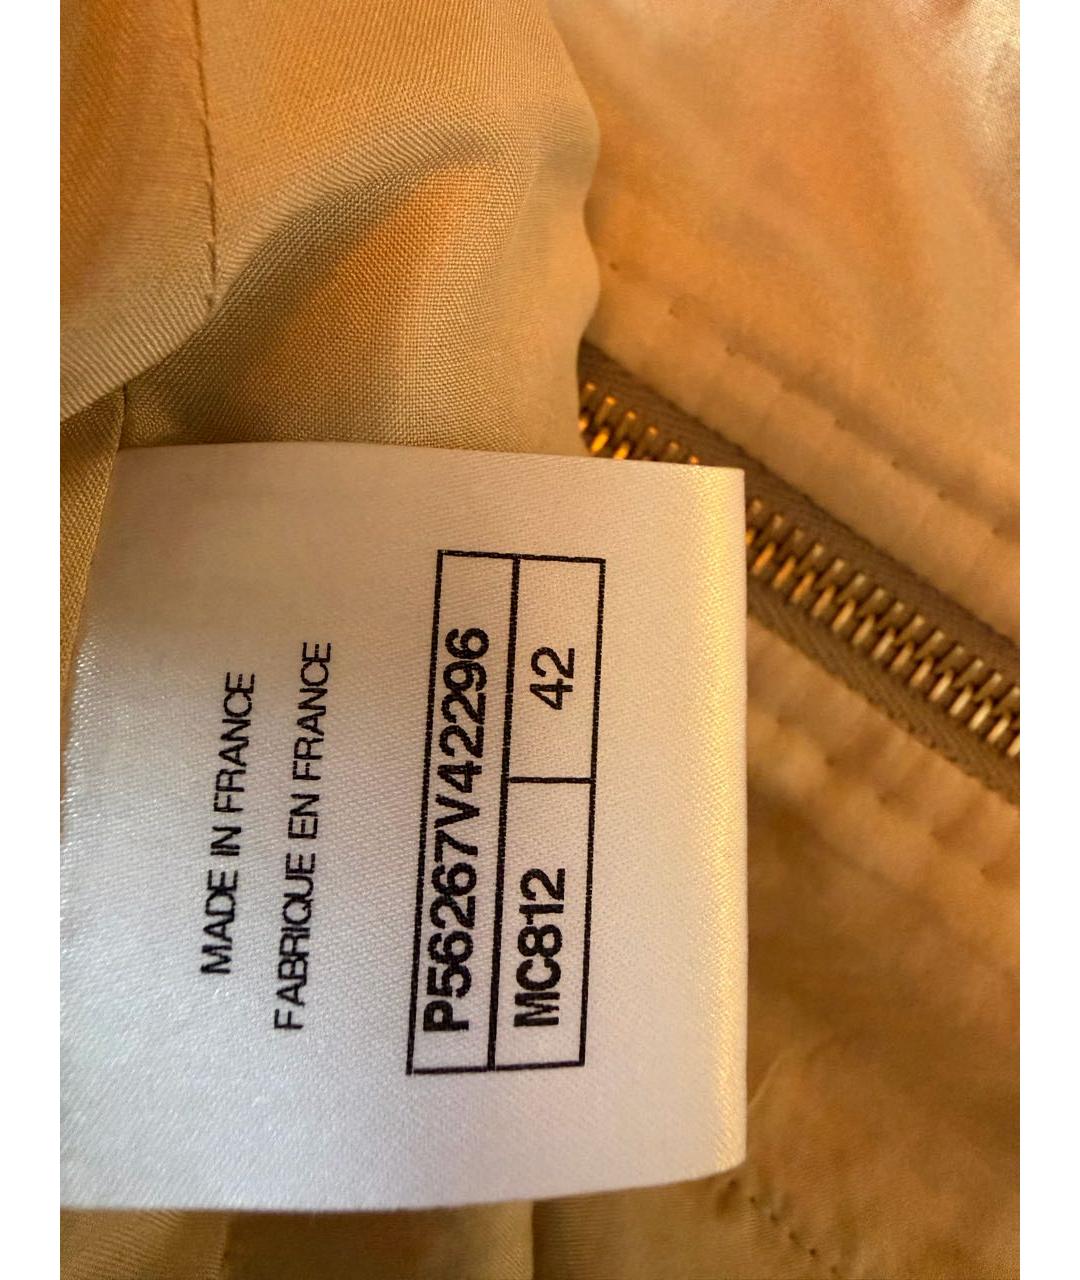 MADE IN FRANCE
FABRIQUE EN FRANCE
P56267V42296
MC812 42